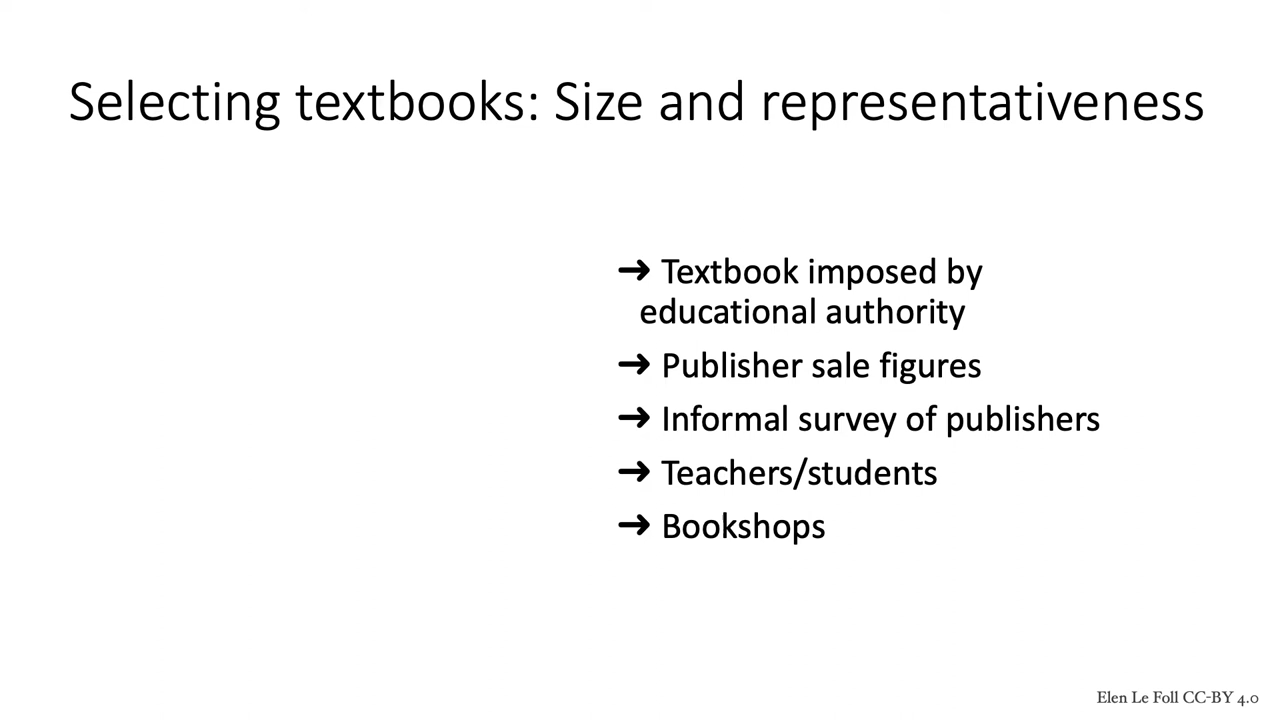 Selecting textbooks: Size and representativeness
➜ Textbook imposed by
educational authority
➜ Publisher sale figures
➜ Informal survey of publishers
➜ Teachers/students
➜ Bookshops
Elen Le Foll CC-BY 4.0